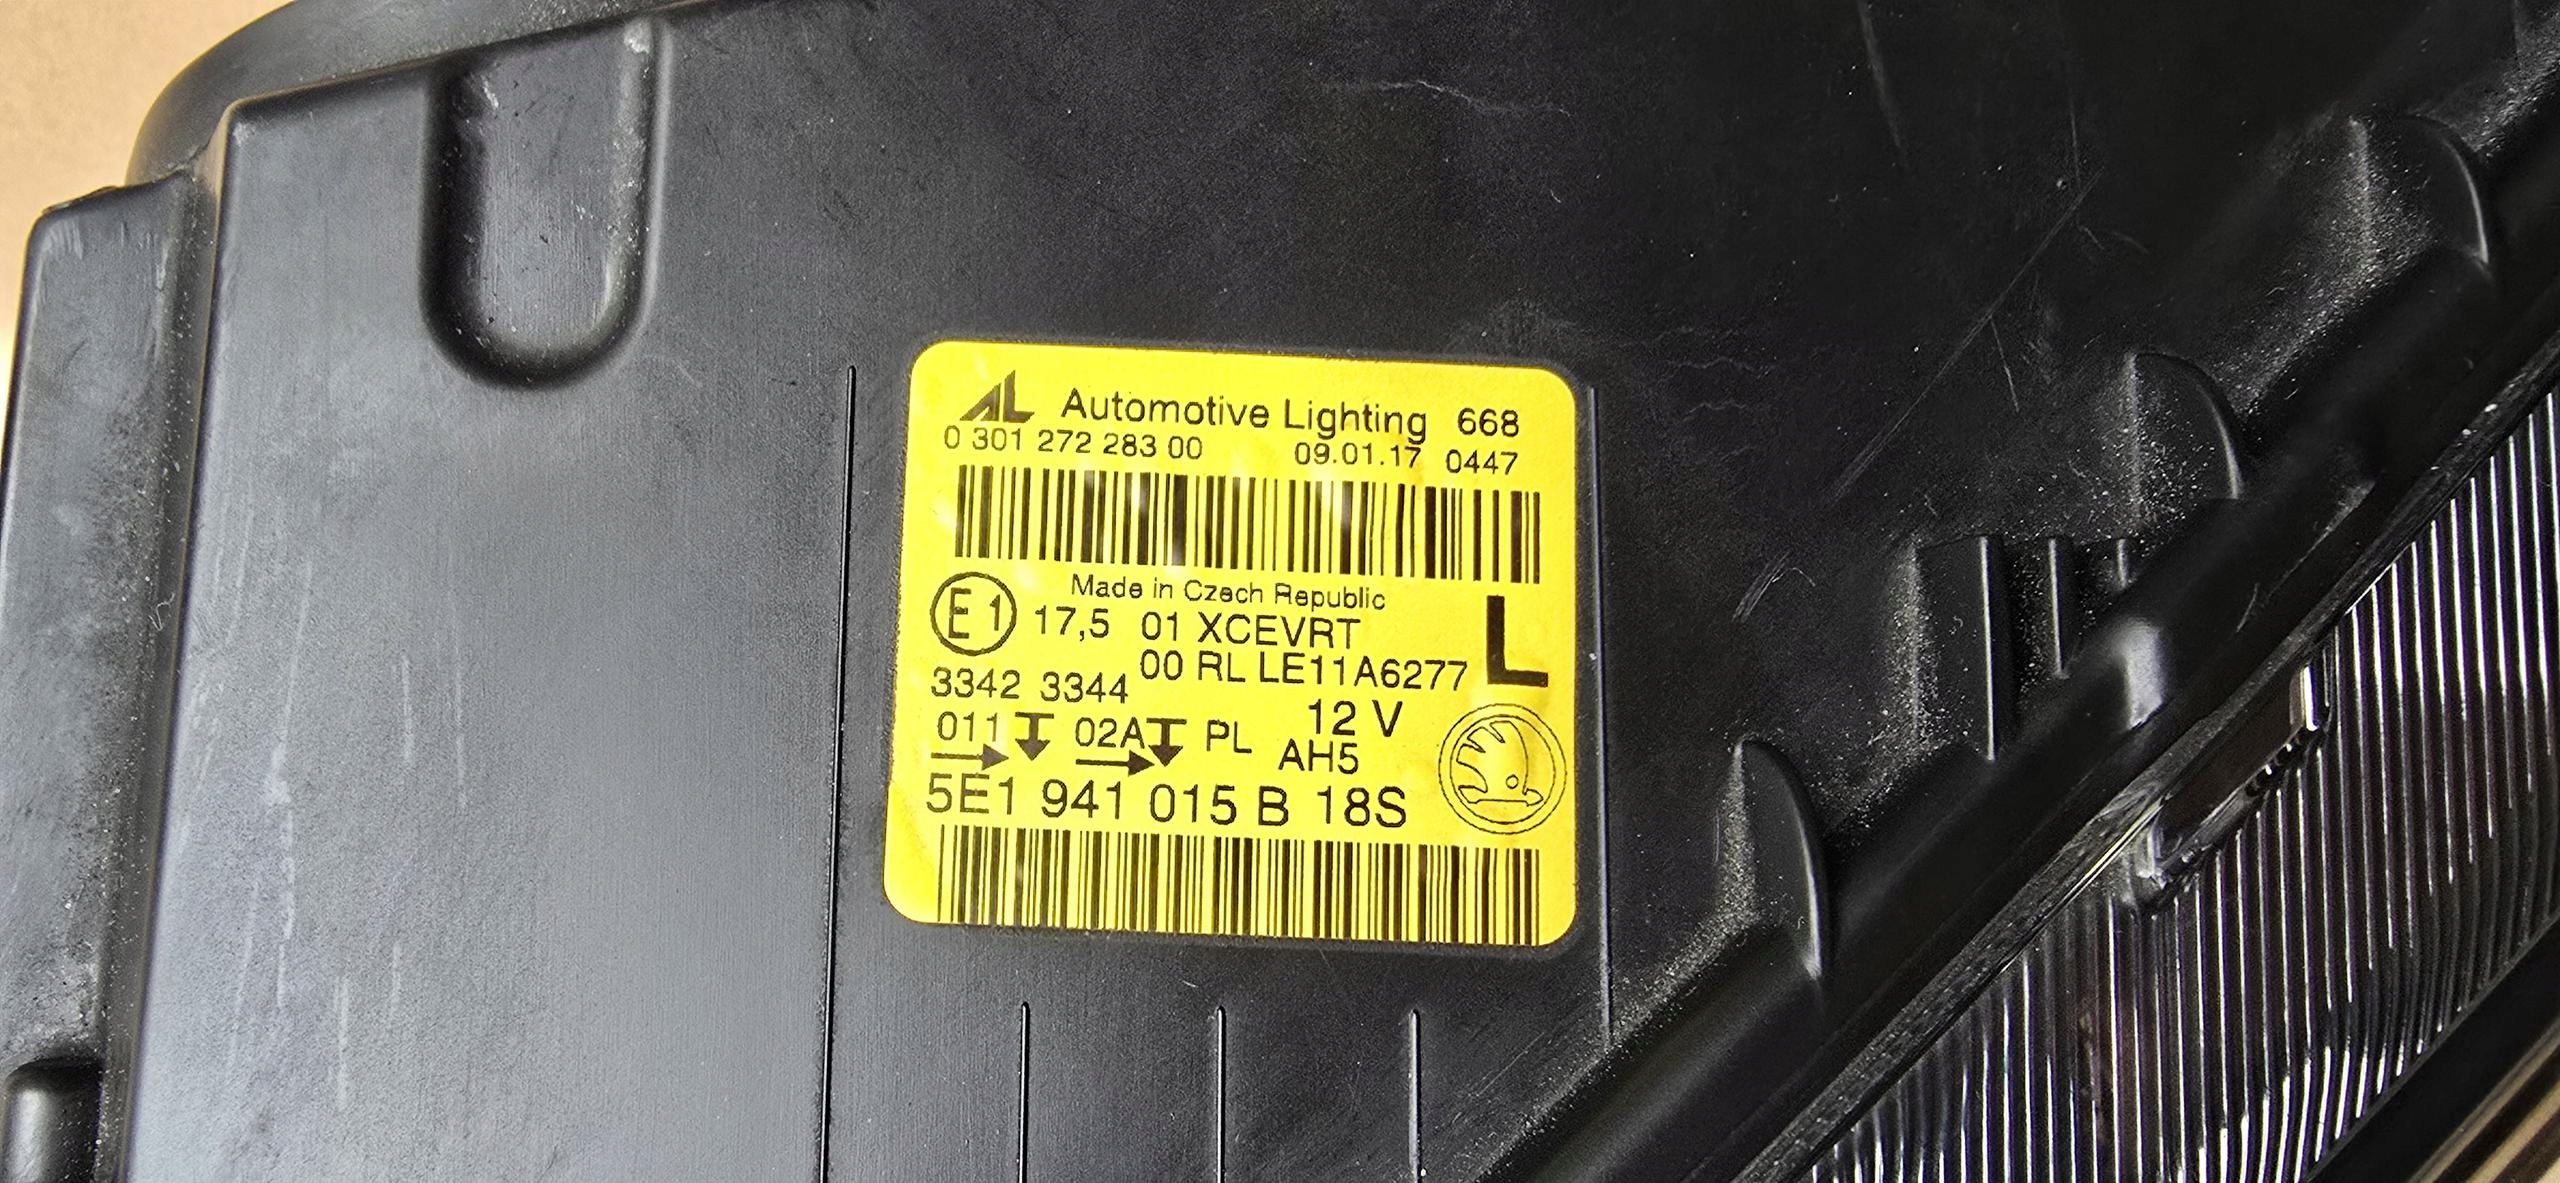 AL Automotive Lighting 668
0 301 272 283 00 09.01.17 0447
Made in Czech Republic
E1 17,5 01 XCEVRT L
00 RL LE11A6277
3342 3344
12 V
011 02A PL AH5
5E1 941 015 B 18S